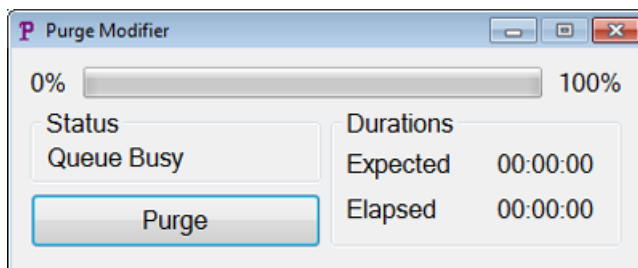 Purge Modifier
0% 100%
Status
Queue Busy
Purge
Durations
Expected 00:00:00
Elapsed 00:00:00